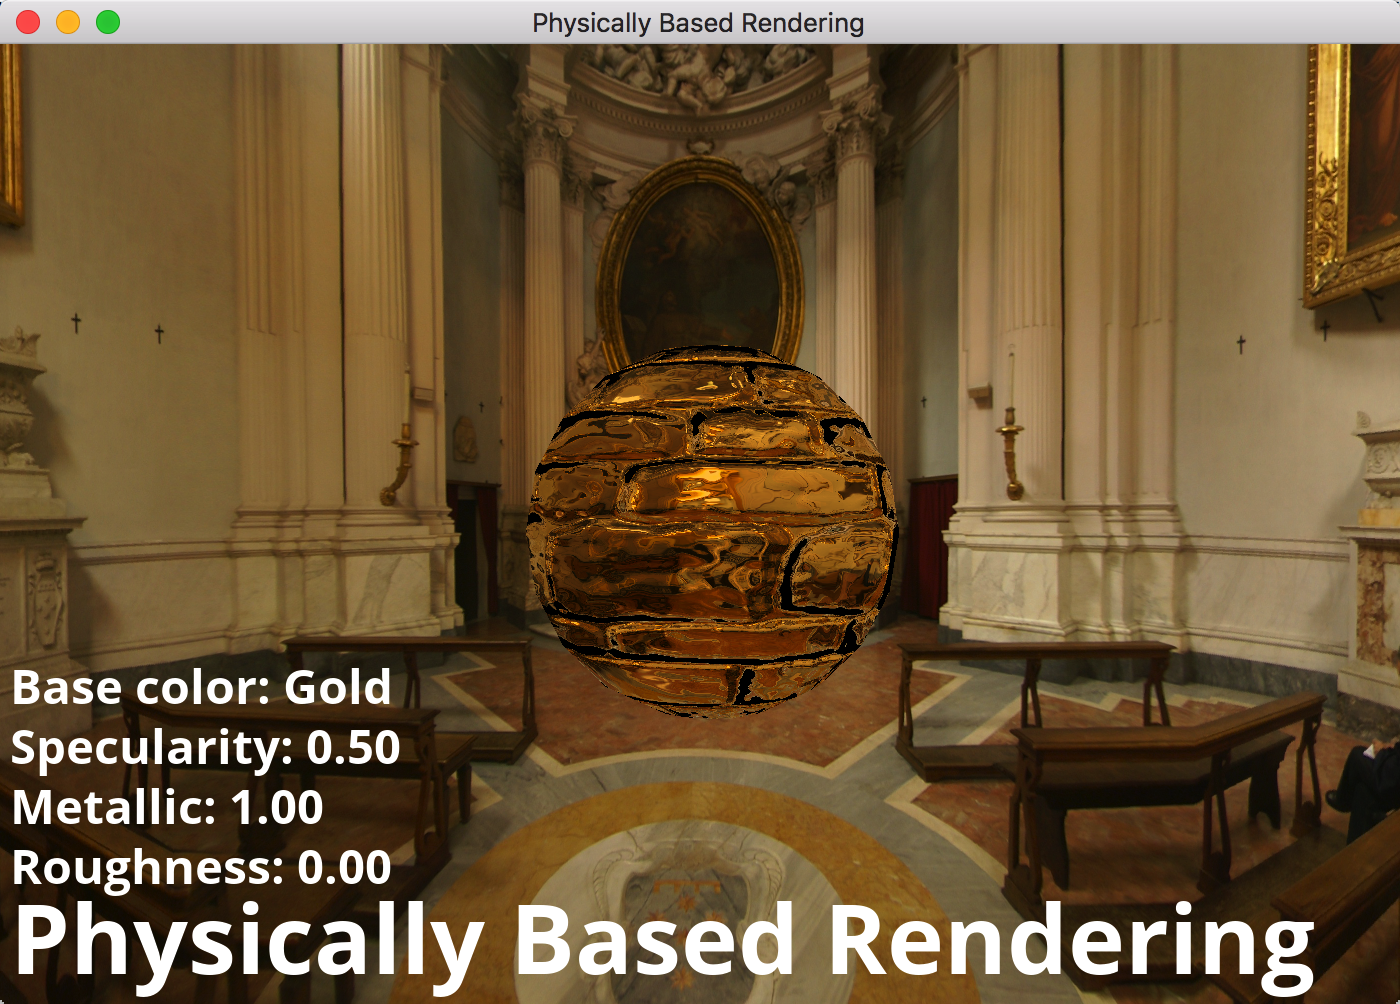 Physically Based Rendering
Base color: Gold
Specularity: 0.50
Metallic: 1.00
Roughness: 0.00
Physically Based Rendering